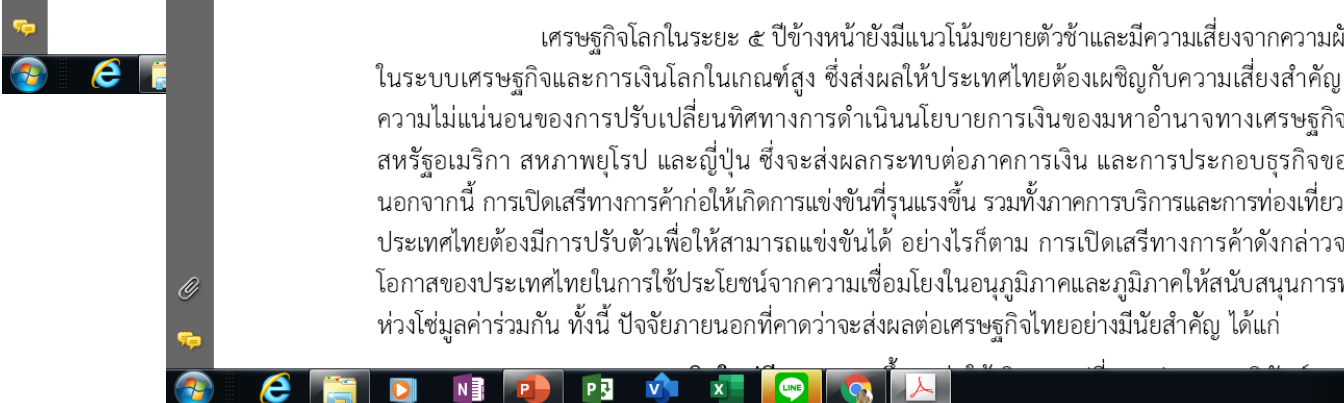 เศรษฐกิจโลกในระยะ ๕ ปีข้างหน้ายังมีแนวโน้มขยายตัวช้าและมีความเสี่ยงจากความผั
ในระบบเศรษฐกิจและการเงินโลกในเกณฑ์สูง ซึ่งส่งผลให้ประเทศไทยต้องเผชิญกับความเสี่ยงสำคัญ
ความไม่แน่นอนของการปรับเปลี่ยนทิศทางการดำเนินนโยบายการเงินของมหาอำนาจทางเศรษฐกิจ
สหรัฐอเมริกา สหภาพยุโรป และญี่ปุ่น ซึ่งจะส่งผลกระทบต่อภาคการเงิน และการประกอบธุรกิจขอ
นอกจากนี้ การเปิดเสรีทางการค้าก่อให้เกิดการแข่งขันที่รุนแรงขึ้น รวมทั้งภาคการบริการและการท่องเที่ยว
ประเทศไทยต้องมีการปรับตัวเพื่อให้สามารถแข่งขันได้ อย่างไรก็ตาม การเปิดเสรีทางการค้าดังกล่าวจ
โอกาสของประเทศไทยในการใช้ประโยชน์จากความเชื่อมโยงในอนุภูมิภาคและภูมิภาคให้สนับสนุนการพ
ห่วงโซ่มูลค่าร่วมกัน ทั้งนี้ ปัจจัยภายนอกที่คาดว่าจะส่งผลต่อเศรษฐกิจไทยอย่างมีนัยสำคัญ ได้แก่
LINE